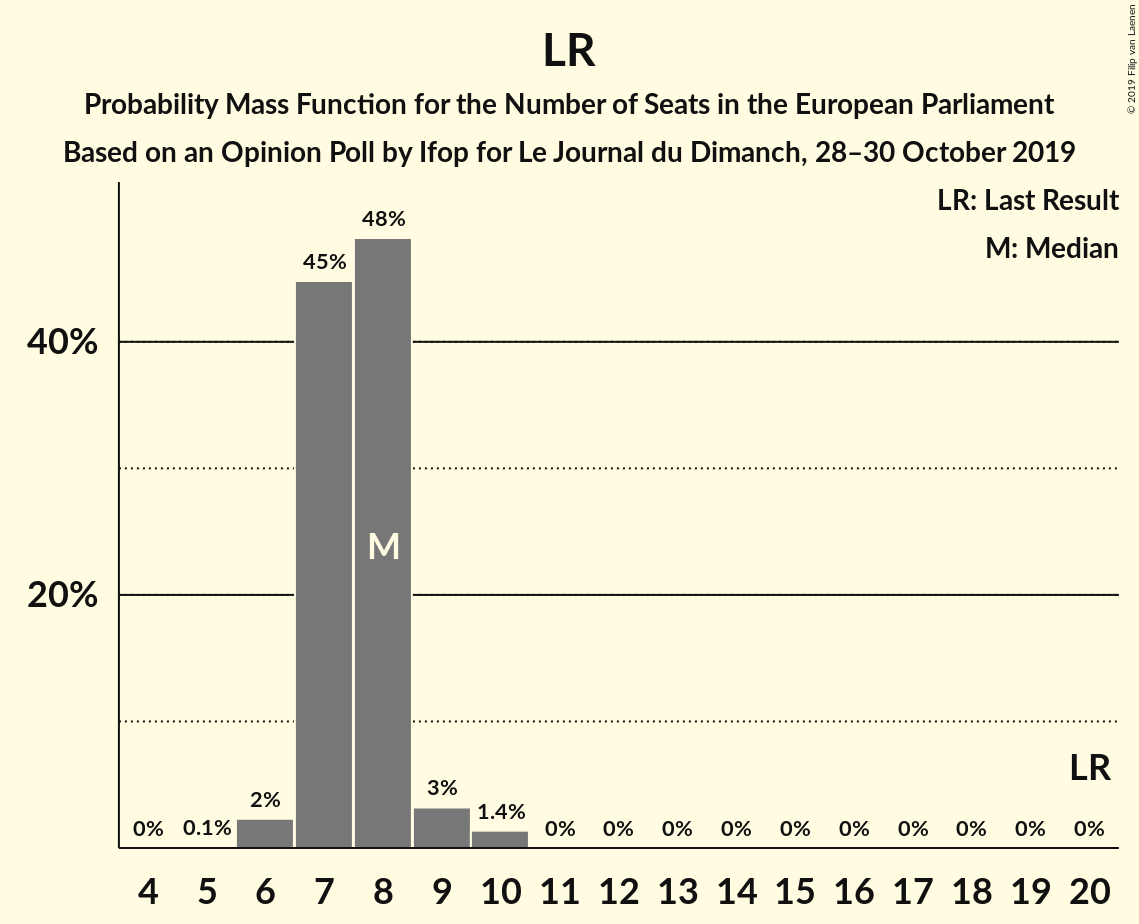 LR
Probability Mass Function for the Number of Seats in the European Parliament
Based on an Opinion Poll by Ifop for Le Journal du Dimanch, 28–30 October 2019
© 2019 Filip van Laenen
LR: Last Result
M: Median
48%
45%
40%
M
20%
LR
0%
0.1%
2%
3%
1.4%
0%
0%
0%
0%
0%
0%
0%
0%
0%
0%
4 5 6 7 8 9 10 11 12 13 14 15 16 17 18 19 20